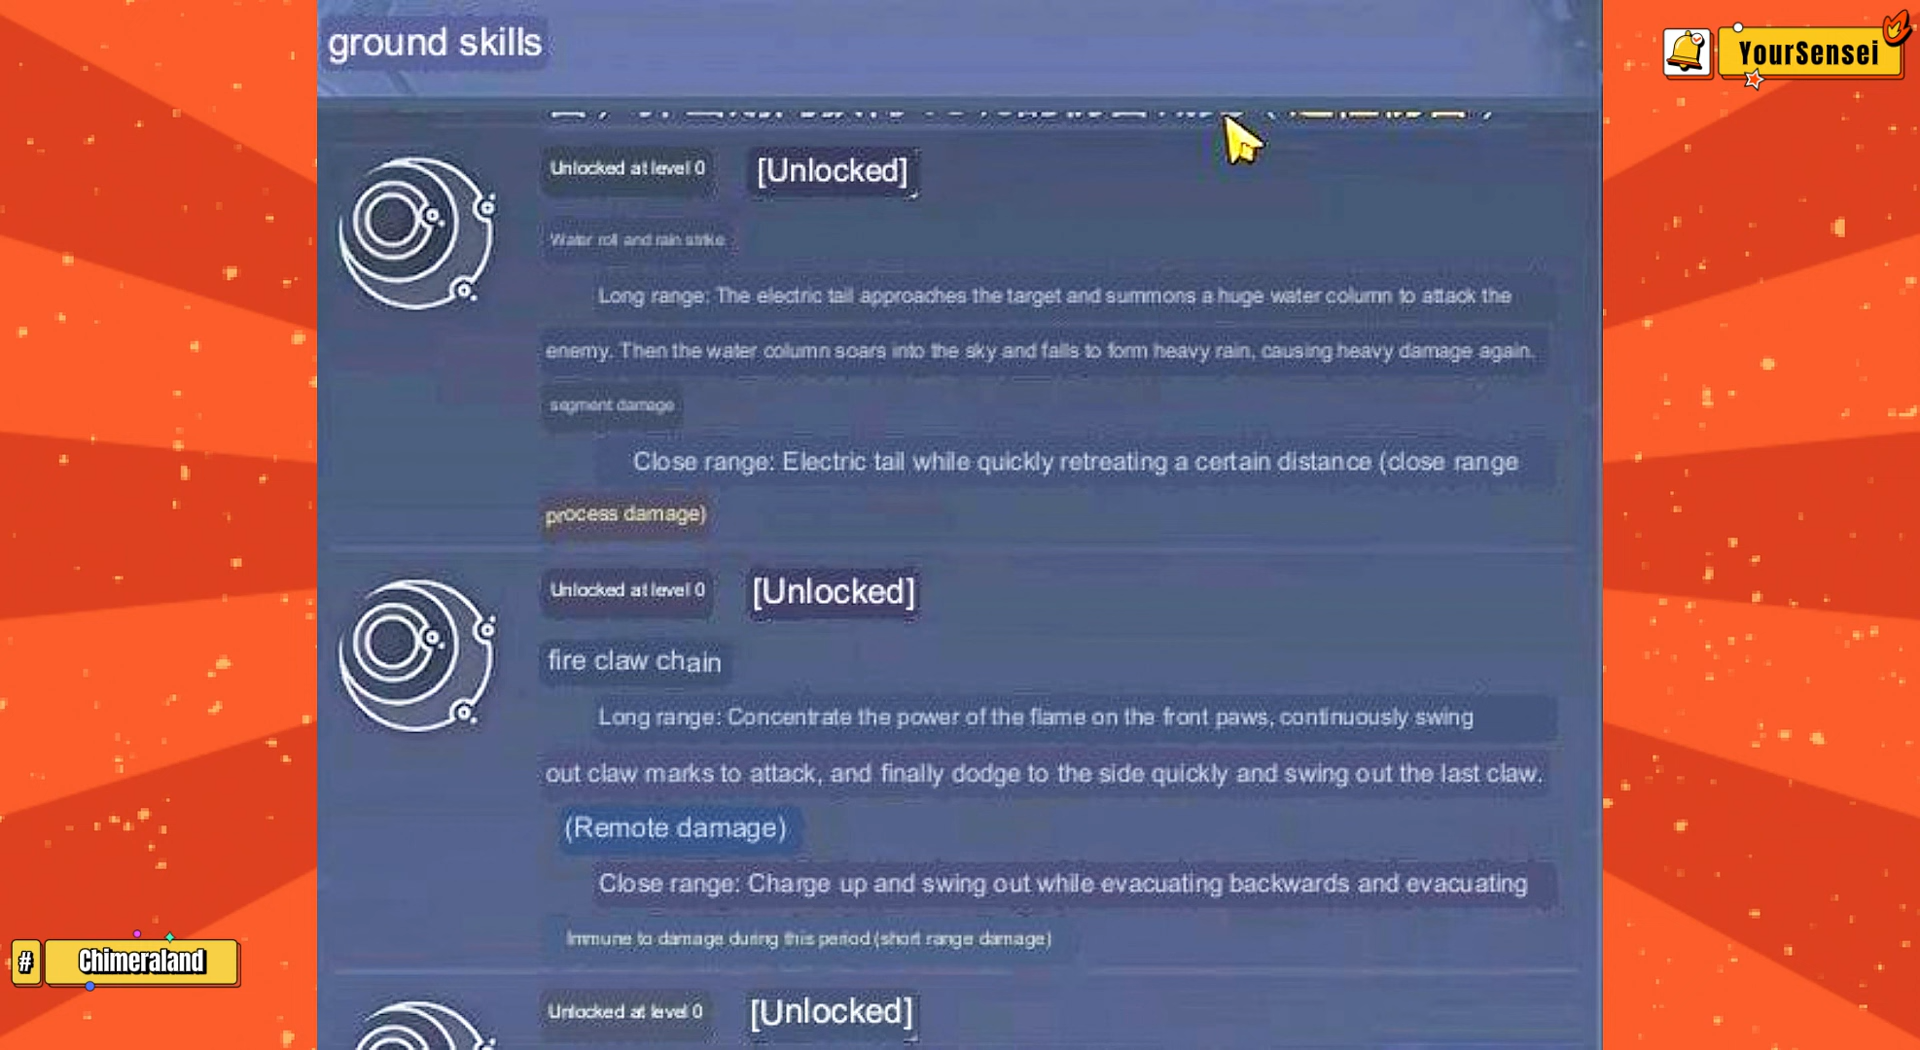 ground skills
YourSensei
Unlocked at level 0 [Unlocked]
Water roll and rain strike
Long range: The electric tail approaches the target and summons a huge water column to attack the
enemy. Then the water column soars into the sky and falls to form heavy rain, causing heavy damage again.
segment damage
Close range: Electric tail while quickly retreating a certain distance (close range
process damage)
Unlocked at level 0 [Unlocked]
fire claw chain
Long range: Concentrate the power of the flame on the front paws, continuously swing
out claw marks to attack, and finally dodge to the side quickly and swing out the last claw.
(Remote damage)
Close range: Charge up and swing out while evacuating backwards and evacuating
Immune to damage during this period (short range damage)
# Chimeraland
Unlocked at level 0 [Unlocked]